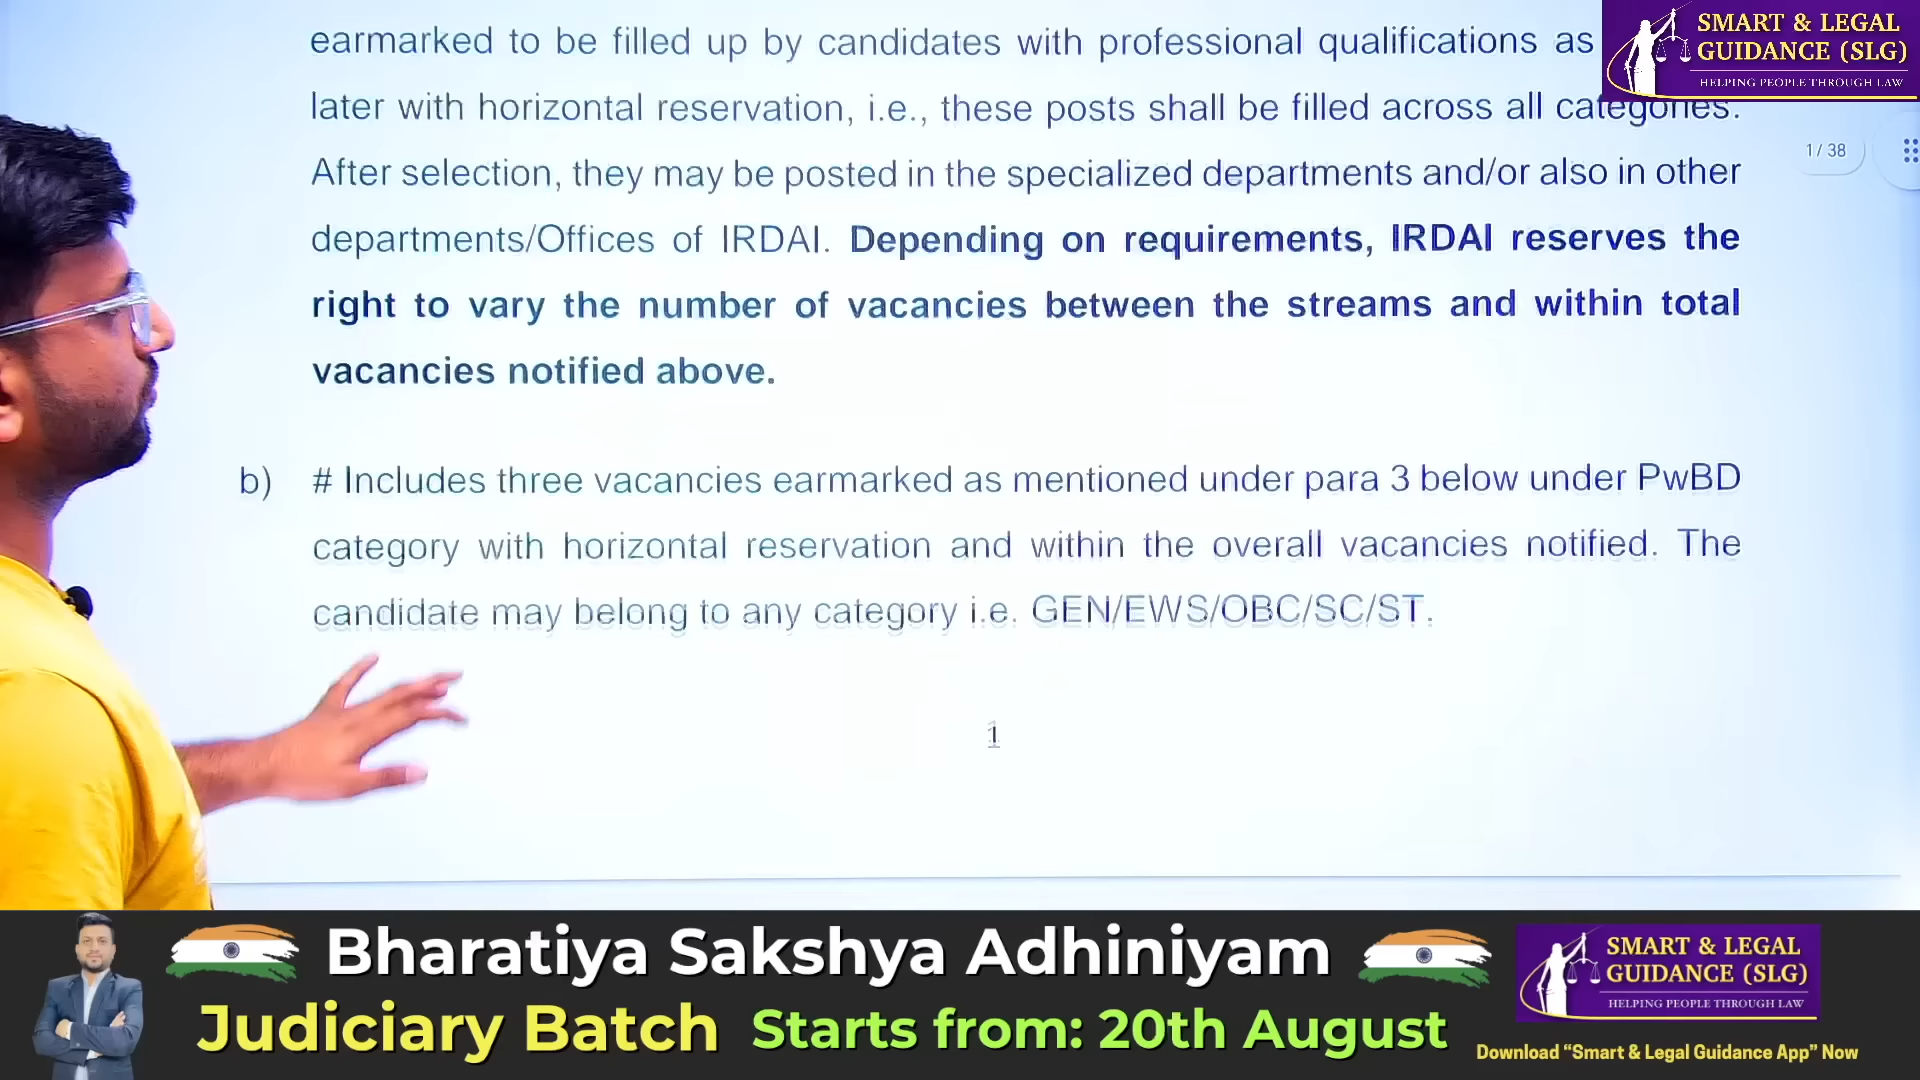 earmarked to be filled up by candidates with professional qualifications as
later with horizontal reservation, i.e., these posts shall be filled across all categories.
After selection, they may be posted in the specialized departments and/or also in other
departments/Offices of IRDAI. Depending on requirements, IRDAI reserves the
right to vary the number of vacancies between the streams and within total
vacancies notified above.
b) # Includes three vacancies earmarked as mentioned under para 3 below under PwBD
category with horizontal reservation and within the overall vacancies notified. The
candidate may belong to any category i.e. GEN/EWS/OBC/SC/ST.
1
SMART & LEGAL
GUIDANCE (SLG)
HELPING PEOPLE THROUGH LAW
1 / 38
Bharatiya Sakshya Adhiniyam
Judiciary Batch Starts from: 20th August
SMART & LEGAL
GUIDANCE (SLG)
HELPING PEOPLE THROUGH LAW
Download “Smart & Legal Guidance App” Now